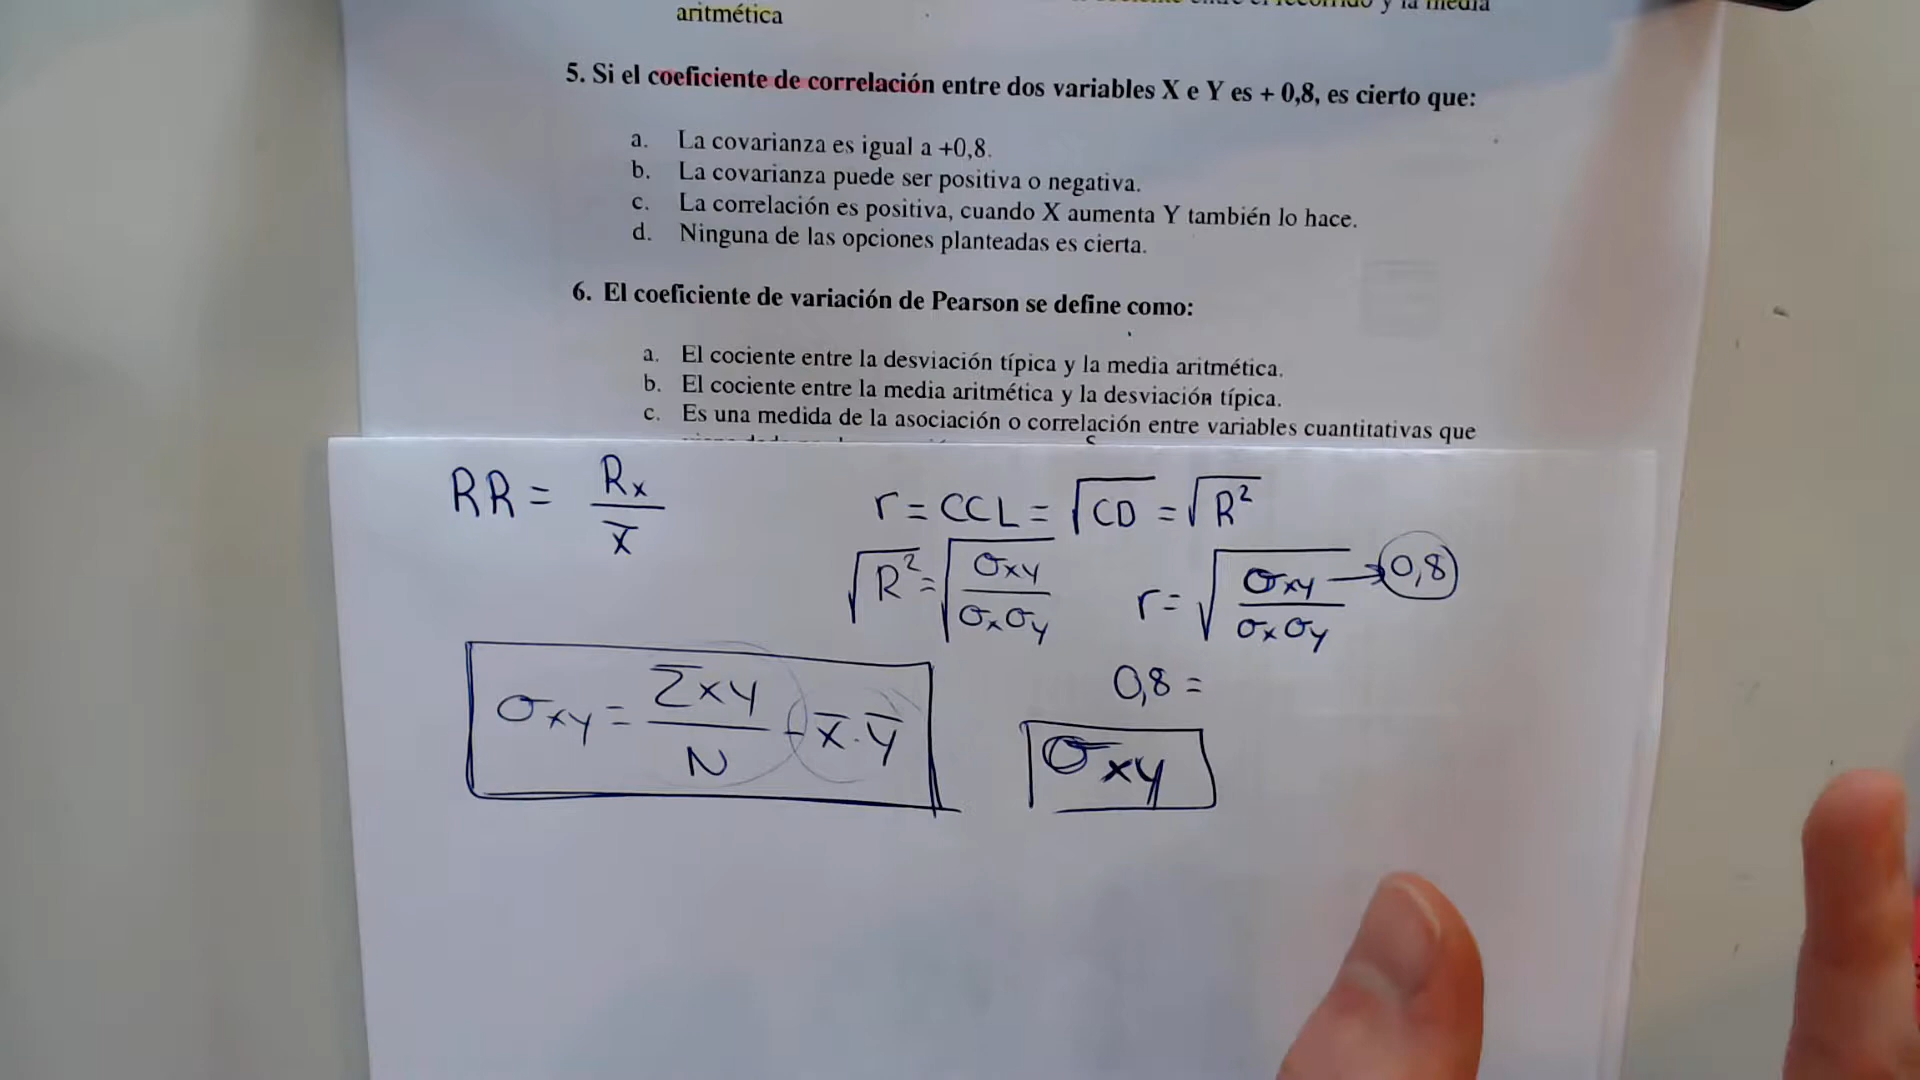 aritmética
y la media
5. Si el coeficiente de correlación entre dos variables X e Y es + 0,8, es cierto que:
a. La covarianza es igual a +0,8.
b. La covarianza puede ser positiva o negativa.
c. La correlación es positiva, cuando X aumenta Y también lo hace.
d. Ninguna de las opciones planteadas es cierta.
6. El coeficiente de variación de Pearson se define como:
a. El cociente entre la desviación típica y la media aritmética.
b. El cociente entre la media aritmética y la desviación típica.
c. Es una medida de la asociación o correlación entre variables cuantitativas que
RR = Rx / x̅
r = CCL = √CD = √R²
√R² = √(σxy / σxσy)
r = √(σxy / σxσy) → 0,8
0,8 =
σxy = Σxy / N - x̅·y̅
σxy